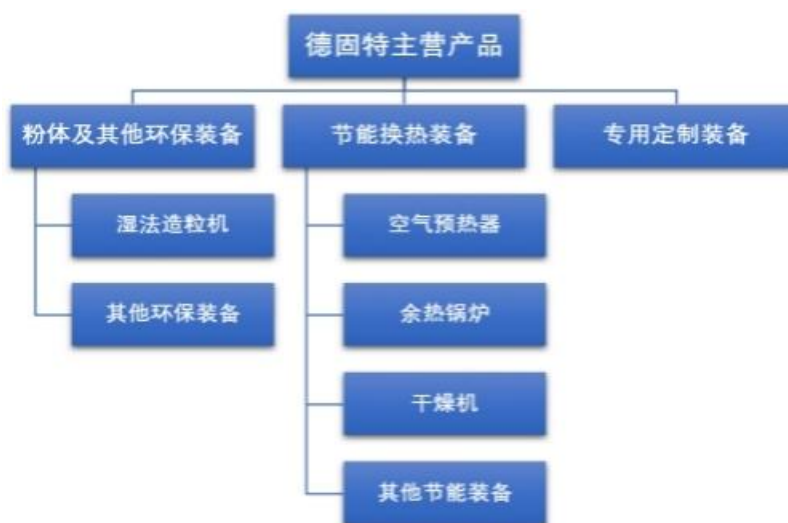 德固特主营产品
粉体及其他环保装备
节能换热装备
专用定制装备
湿法造粒机
空气预热器
其他环保装备
余热锅炉
干燥机
其他节能装备